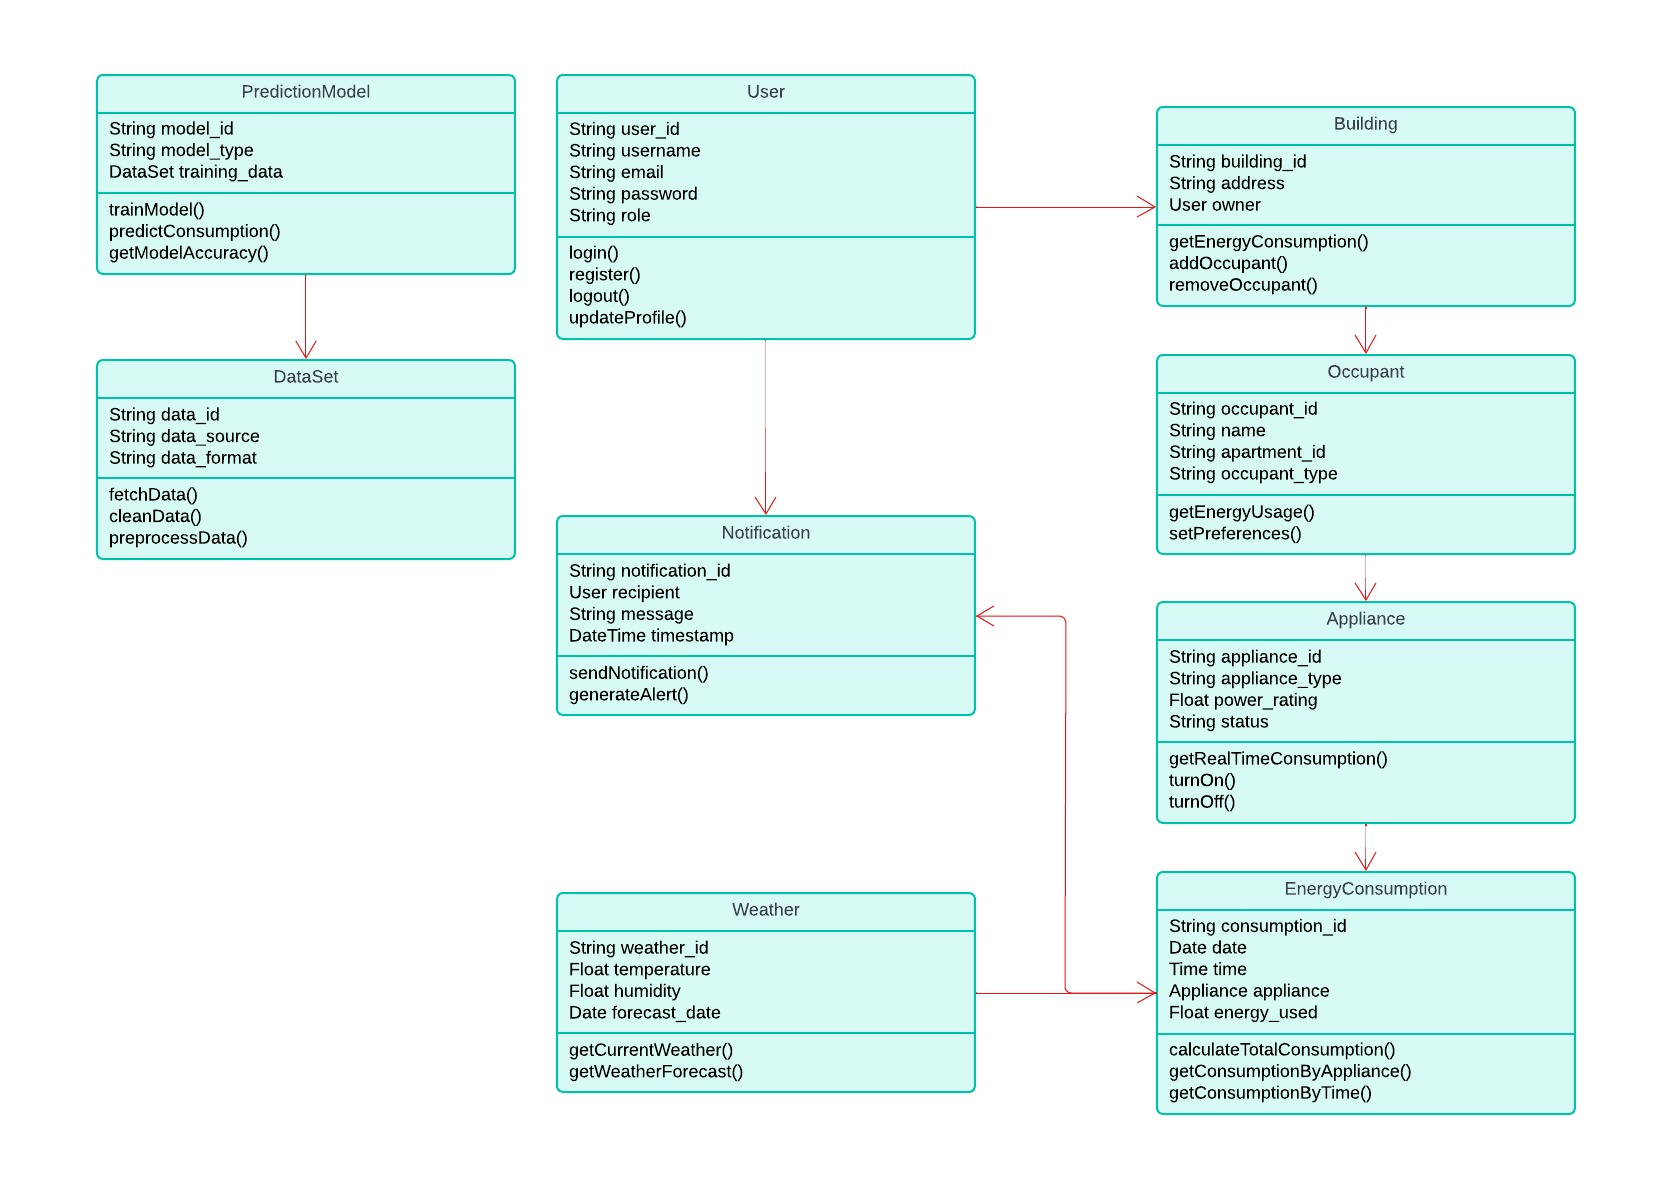 PredictionModel
String model_id
String model_type
DataSet training_data
trainModel()
predictConsumption()
getModelAccuracy()
DataSet
String data_id
String data_source
String data_format
fetchData()
cleanData()
preprocessData()
User
String user_id
String username
String email
String password
String role
login()
register()
logout()
updateProfile()
Notification
String notification_id
User recipient
String message
DateTime timestamp
sendNotification()
generateAlert()
Weather
String weather_id
Float temperature
Float humidity
Date forecast_date
getCurrentWeather()
getWeatherForecast()
Building
String building_id
String address
User owner
getEnergyConsumption()
addOccupant()
removeOccupant()
Occupant
String occupant_id
String name
String apartment_id
String occupant_type
getEnergyUsage()
setPreferences()
Appliance
String appliance_id
String appliance_type
Float power_rating
String status
getRealTimeConsumption()
turnOn()
turnOff()
EnergyConsumption
String consumption_id
Date date
Time time
Appliance appliance
Float energy_used
calculateTotalConsumption()
getConsumptionByAppliance()
getConsumptionByTime()